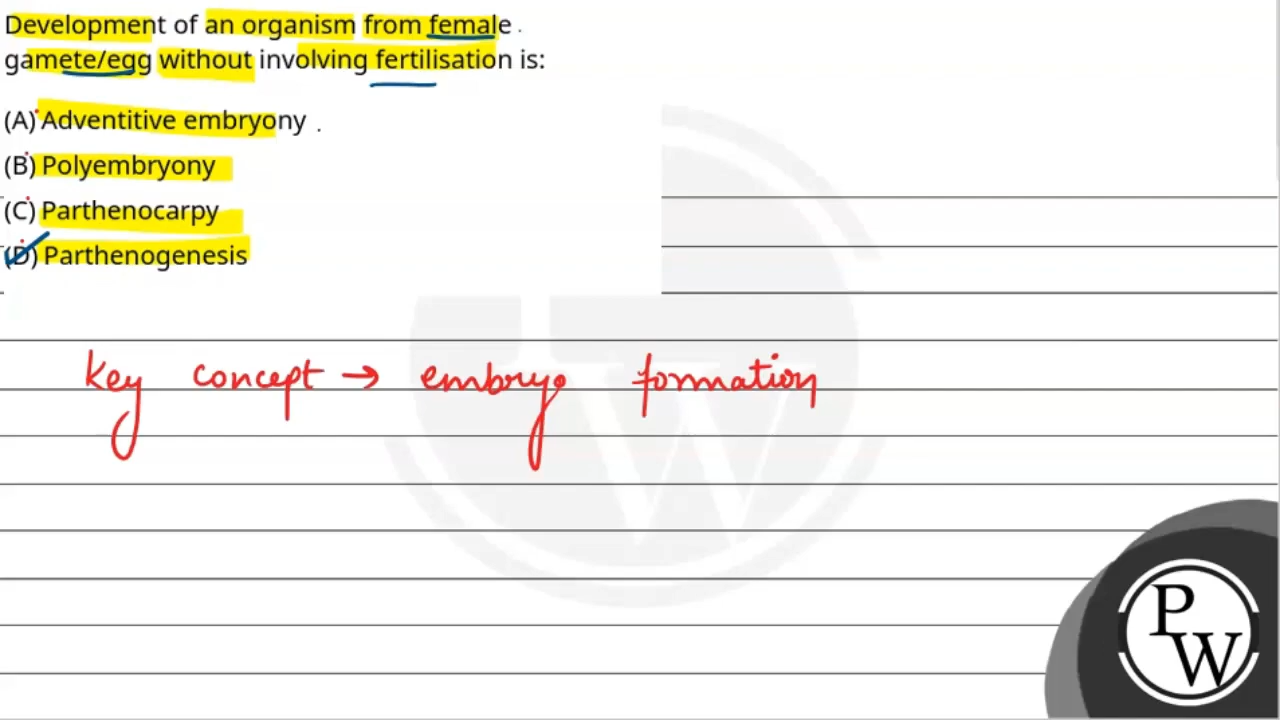 Development of an organism from female
gamete/egg without involving fertilisation is:
(A) Adventitive embryony .
(B) Polyembryony
(C) Parthenocarpy
(D) Parthenogenesis
Key concept → embryo formation
PW